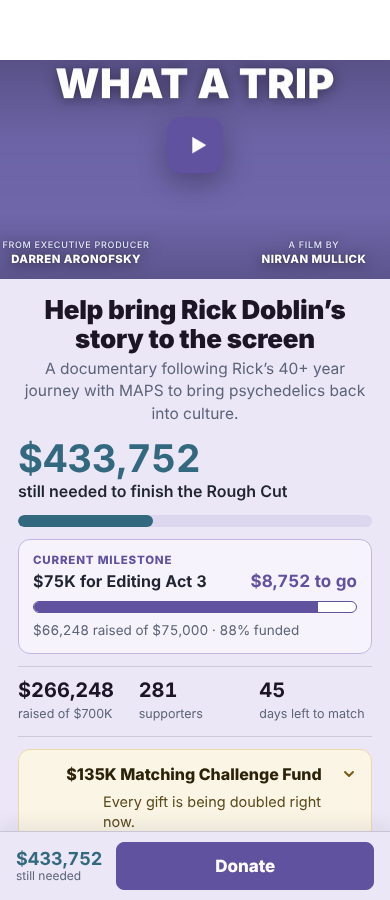 WHAT A TRIP
FROM EXECUTIVE PRODUCER
DARREN ARONOFSKY
A FILM BY
NIRVAN MULLICK
Help bring Rick Doblin’s
story to the screen
A documentary following Rick’s 40+ year
journey with MAPS to bring psychedelics back
into culture.
$433,752
still needed to finish the Rough Cut
CURRENT MILESTONE
$75K for Editing Act 3
$8,752 to go
$66,248 raised of $75,000 · 88% funded
$266,248
raised of $700K
281
supporters
45
days left to match
$135K Matching Challenge Fund
Every gift is being doubled right
now.
$433,752
still needed
Donate